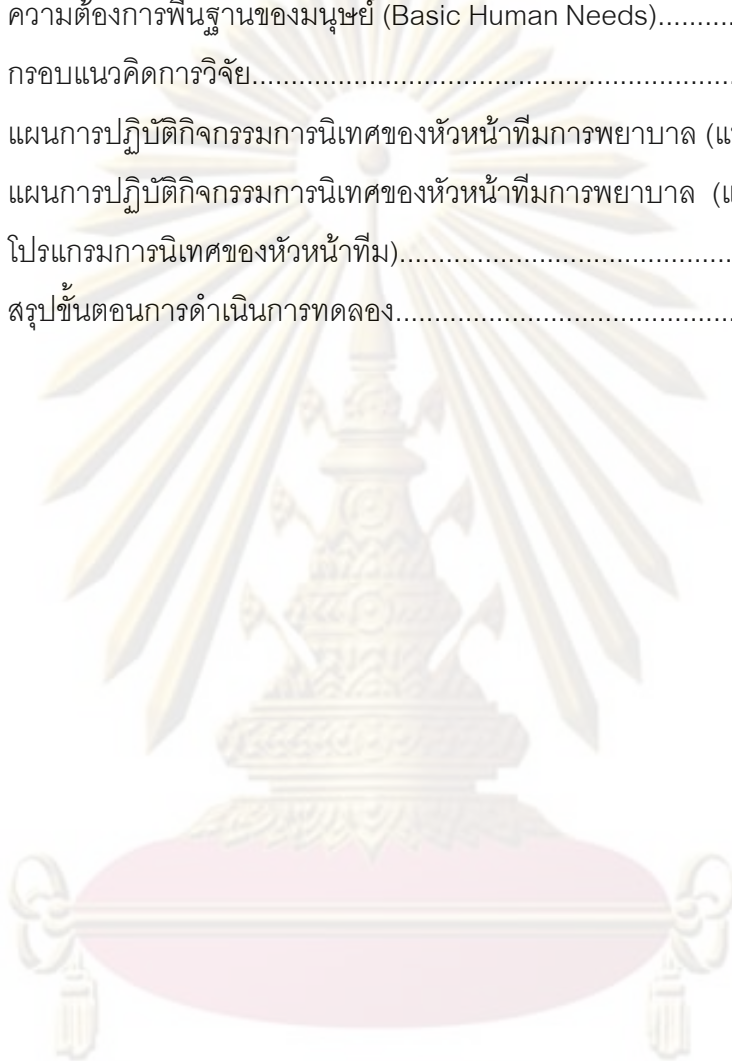 ความต้องการพื้นฐานของมนุษย์ (Basic Human Needs)..........
กรอบแนวคิดการวิจัย..............................................................
แผนการปฏิบัติกิจกรรมการนิเทศของหัวหน้าทีมการพยาบาล
แผนการปฏิบัติกิจกรรมการนิเทศของหัวหน้าทีมการพยาบาล
โปรแกรมการนิเทศของหัวหน้าทีม)...........................................
สรุปขั้นตอนการดำเนินการทดลอง............................................